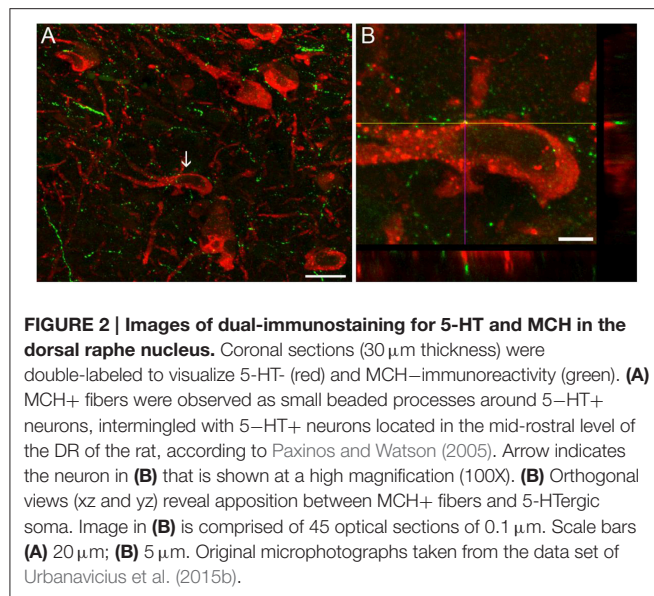 A
B
FIGURE 2 | Images of dual-immunostaining for 5-HT and MCH in the
dorsal raphe nucleus. Coronal sections (30 μm thickness) were
double-labeled to visualize 5-HT- (red) and MCH−immunoreactivity (green). (A)
MCH+ fibers were observed as small beaded processes around 5−HT+
neurons, intermingled with 5−HT+ neurons located in the mid-rostral level of
the DR of the rat, according to Paxinos and Watson (2005). Arrow indicates
the neuron in (B) that is shown at a high magnification (100X). (B) Orthogonal
views (xz and yz) reveal apposition between MCH+ fibers and 5-HTergic
soma. Image in (B) is comprised of 45 optical sections of 0.1 μm. Scale bars
(A) 20 μm; (B) 5 μm. Original microphotographs taken from the data set of
Urbanavicius et al. (2015b).